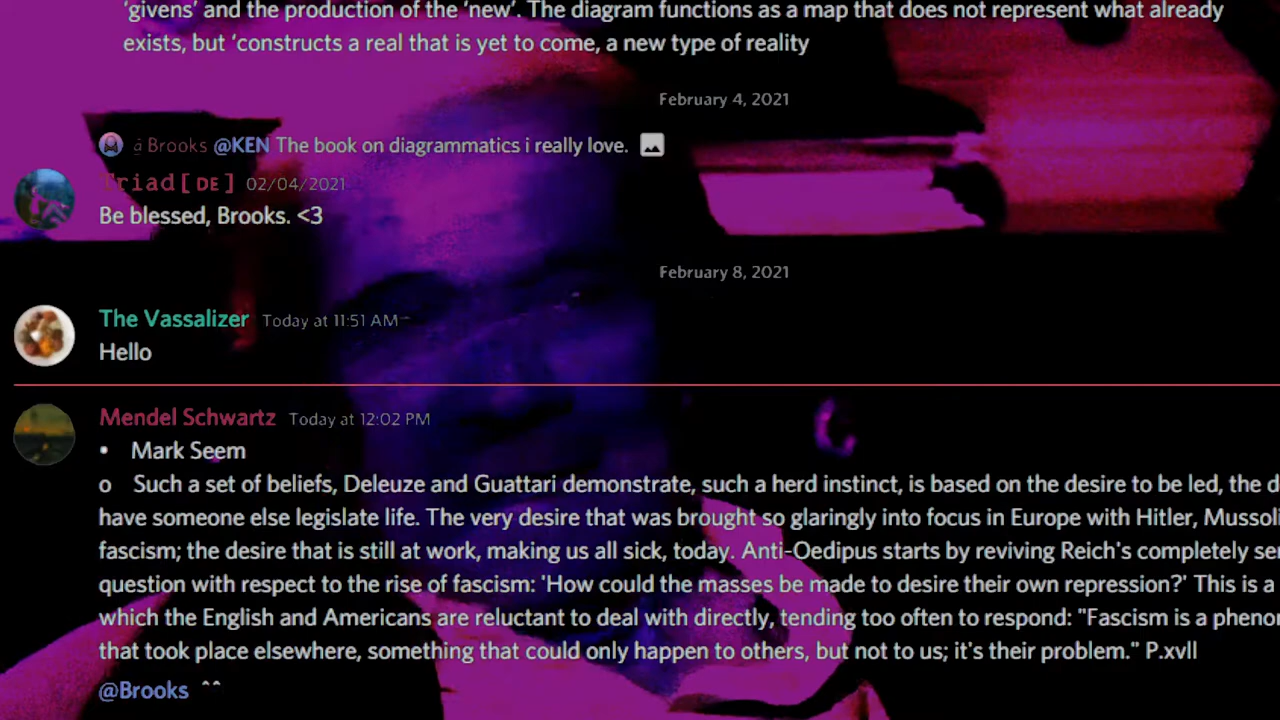 'givens' and the production of the 'new'. The diagram functions as a map that does not represent what already
exists, but 'constructs a real that is yet to come, a new type of reality
February 4, 2021
Brooks @KEN The book on diagrammatics i really love.
Triad[DE] 02/04/2021
Be blessed, Brooks. <3
February 8, 2021
The Vassalizer Today at 11:51 AM
Hello
Mendel Schwartz Today at 12:02 PM
• Mark Seem
o Such a set of beliefs, Deleuze and Guattari demonstrate, such a herd instinct, is based on the desire to be led, the d
have someone else legislate life. The very desire that was brought so glaringly into focus in Europe with Hitler, Mussoli
fascism; the desire that is still at work, making us all sick, today. Anti-Oedipus starts by reviving Reich's completely se
question with respect to the rise of fascism: 'How could the masses be made to desire their own repression?' This is a
which the English and Americans are reluctant to deal with directly, tending too often to respond: "Fascism is a phenor
that took place elsewhere, something that could only happen to others, but not to us; it's their problem." P.xvll
@Brooks ^^